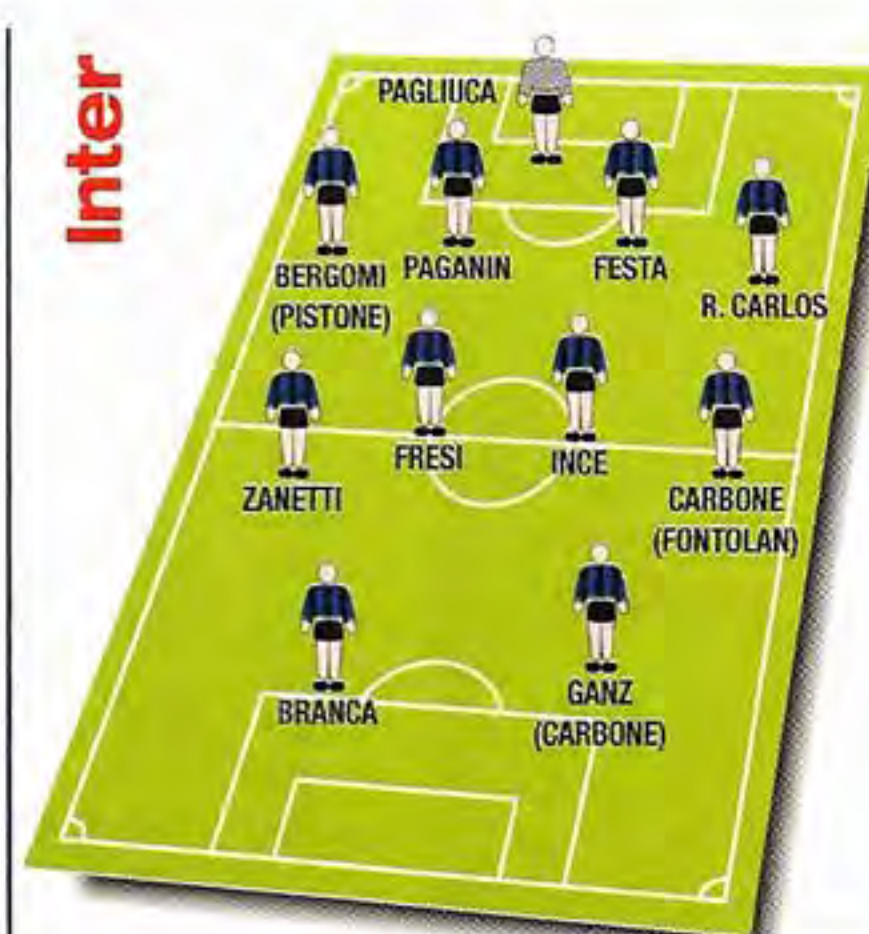 Inter
PAGLIUCA
BERGOMI
(PISTONE)
PAGANIN
FESTA
R. CARLOS
ZANETTI
FRESI
INCE
CARBONE
(FONTOLAN)
BRANCA
GANZ
(CARBONE)